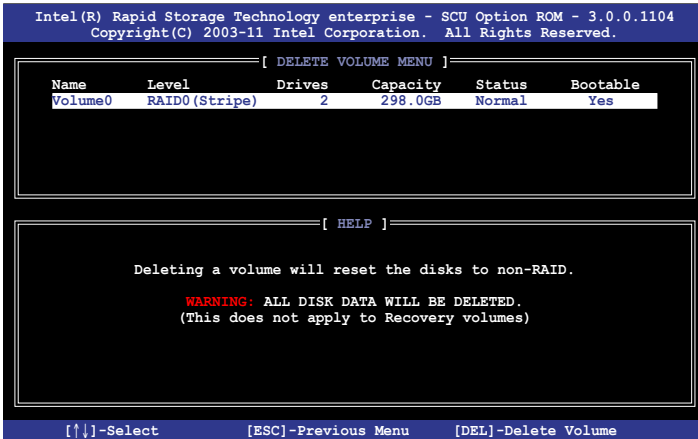 Intel(R) Rapid Storage Technology enterprise - SCU Option ROM - 3.0.0.1104
Copyright(C) 2003-11 Intel Corporation. All Rights Reserved.
[ DELETE VOLUME MENU ]
Name Level Drives Capacity Status Bootable
Volume0 RAID0(Stripe) 2 298.0GB Normal Yes
[ HELP ]
Deleting a volume will reset the disks to non-RAID.
WARNING: ALL DISK DATA WILL BE DELETED.
(This does not apply to Recovery volumes)
[↑↓]-Select [ESC]-Previous Menu [DEL]-Delete Volume